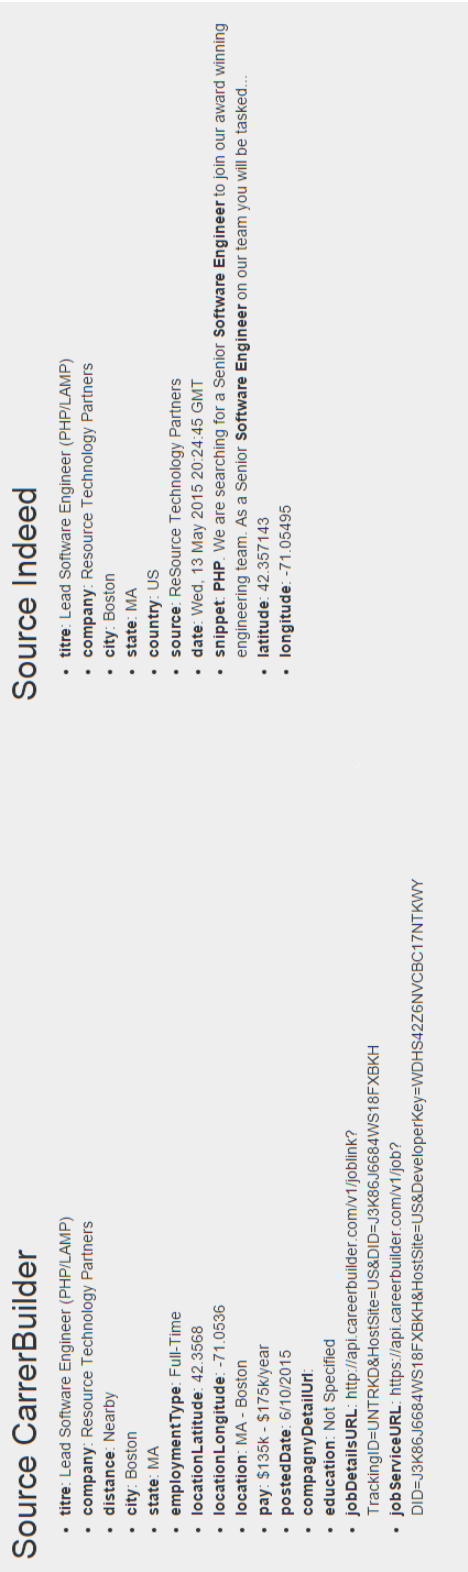 Source CarrerBuilder
• titre: Lead Software Engineer (PHP/LAMP)
• company: Resource Technology Partners
• distance: Nearby
• city: Boston
• state: MA
• employmentType: Full-Time
• locationLatitude: 42.3568
• locationLongitude: -71.0536
• location: MA - Boston
• pay: $135k - $175k/year
• postedDate: 6/10/2015
• compagnyDetailUrl:
• education: Not Specified
• jobDetailsURL: http://api.careerbuilder.com/v1/joblink?
TrackingID=UNTRKD&HostSite=US&DID=J3K86J6684WS18FXBKH
• jobServiceURL: https://api.careerbuilder.com/v1/job?
DID=J3K86J6684WS18FXBKH&HostSite=US&DeveloperKey=WDHS42Z6NVCBC17NTKWY
Source Indeed
• titre: Lead Software Engineer (PHP/LAMP)
• company: Resource Technology Partners
• city: Boston
• state: MA
• country: US
• source: ReSource Technology Partners
• date: Wed, 13 May 2015 20:24:45 GMT
• snippet: PHP. We are searching for a Senior Software Engineer to join our award winning
engineering team. As a Senior Software Engineer on our team you will be tasked...
• latitude: 42.357143
• longitude: -71.05495